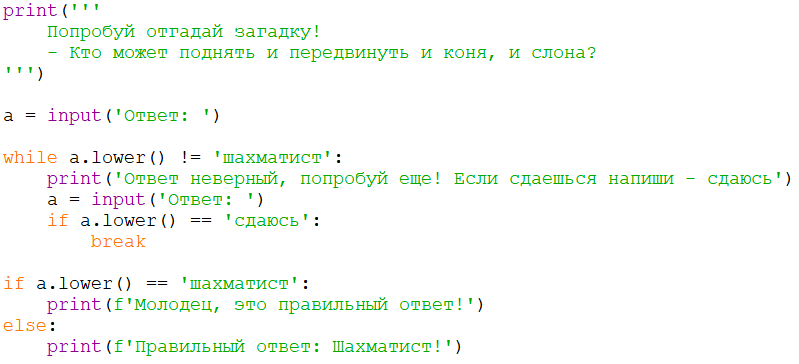 print('''
    Попробуй отгадай загадку!
    - Кто может поднять и передвинуть и коня, и слона?
''')

a = input('Ответ: ')

while a.lower() != 'шахматист':
    print('Ответ неверный, попробуй еще! Если сдаешься напиши - сдаюсь')
    a = input('Ответ: ')
    if a.lower() == 'сдаюсь':
        break

if a.lower() == 'шахматист':
    print(f'Молодец, это правильный ответ!')
else:
    print(f'Правильный ответ: Шахматист!')